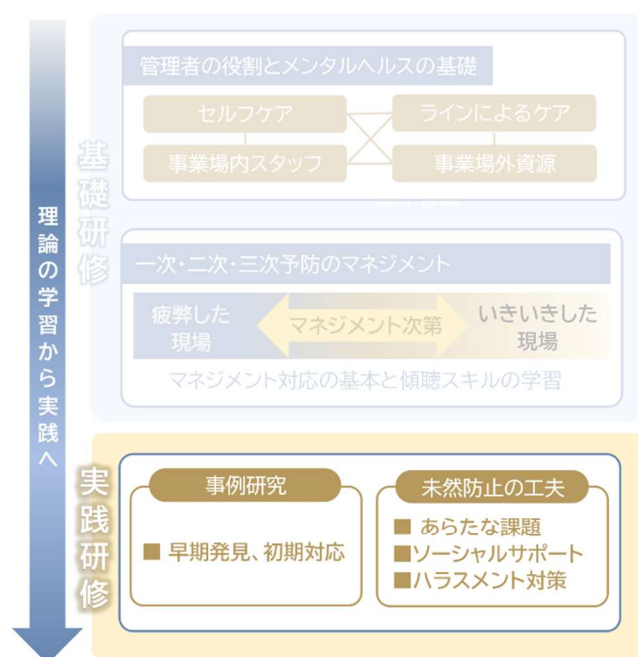 理論の学習から実践へ
基礎研修
管理者の役割とメンタルヘルスの基礎
セルフケア
ラインによるケア
事業場内スタッフ
事業場外資源
一次・二次・三次予防のマネジメント
疲弊した
現場
マネジメント次第
いきいきした
現場
マネジメント対応の基本と傾聴スキルの学習
実践研修
事例研究
■ 早期発見、初期対応
未然防止の工夫
■ あらたな課題
■ソーシャルサポート
■ハラスメント対策